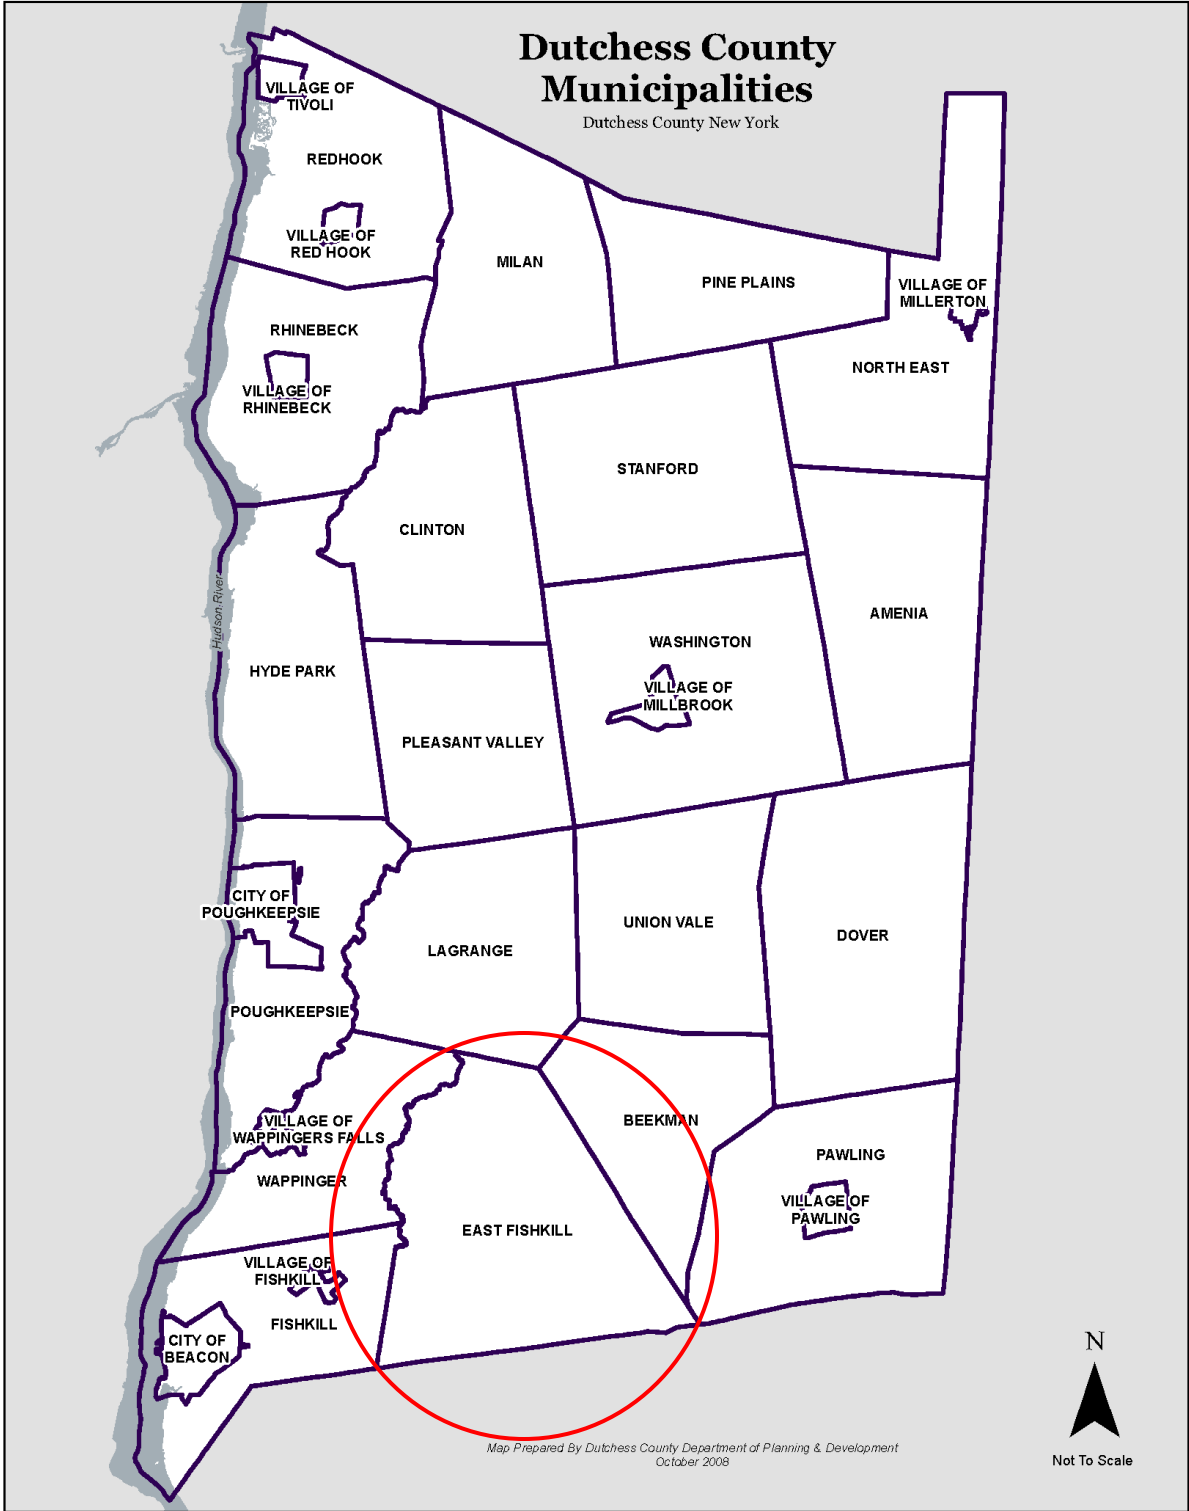 Dutchess County
Municipalities
Dutchess County New York
VILLAGE OF
TIVOLI
REDHOOK
VILLAGE OF
RED HOOK
MILAN
PINE PLAINS
VILLAGE OF
MILLERTON
RHINEBECK
VILLAGE OF
RHINEBECK
NORTH EAST
STANFORD
CLINTON
Hudson River
AMENIA
WASHINGTON
HYDE PARK
VILLAGE OF
MILLBROOK
PLEASANT VALLEY
CITY OF
POUGHKEEPSIE
UNION VALE
DOVER
LAGRANGE
POUGHKEEPSIE
VILLAGE OF
WAPPINGERS FALLS
BEEKMAN
PAWLING
WAPPINGER
VILLAGE OF
PAWLING
EAST FISHKILL
VILLAGE OF
FISHKILL
FISHKILL
CITY OF
BEACON
N
Not To Scale
Map Prepared By Dutchess County Department of Planning & Development
October 2008